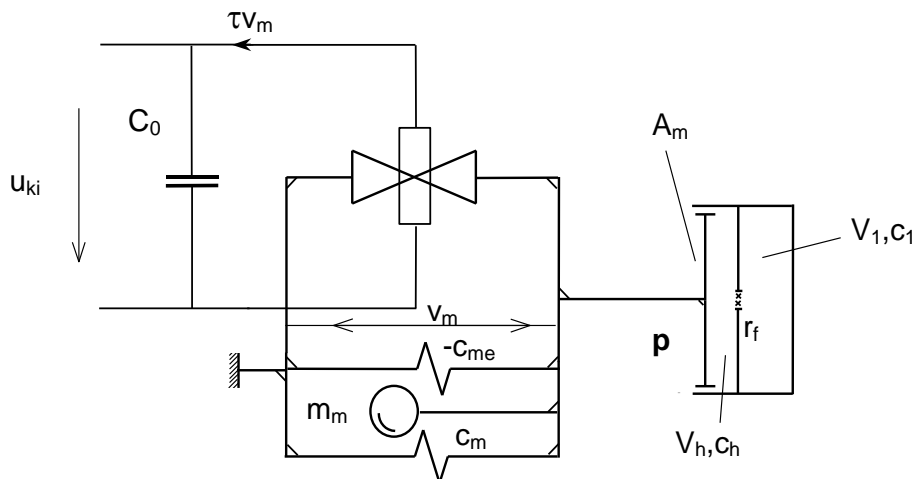 τv_m
C_0
A_m
u_ki
V_1,c_1
v_m
-c_me
p
r_f
m_m
c_m
V_h,c_h